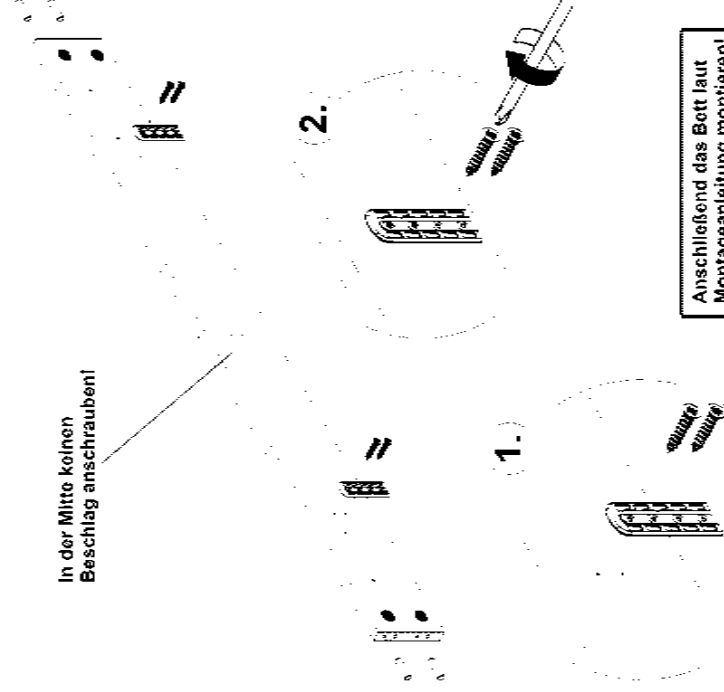 In der Mitte keinen
Beschlag anschrauben!
1.
2.
Anschließend das Bett laut
Montageanleitung montieren!